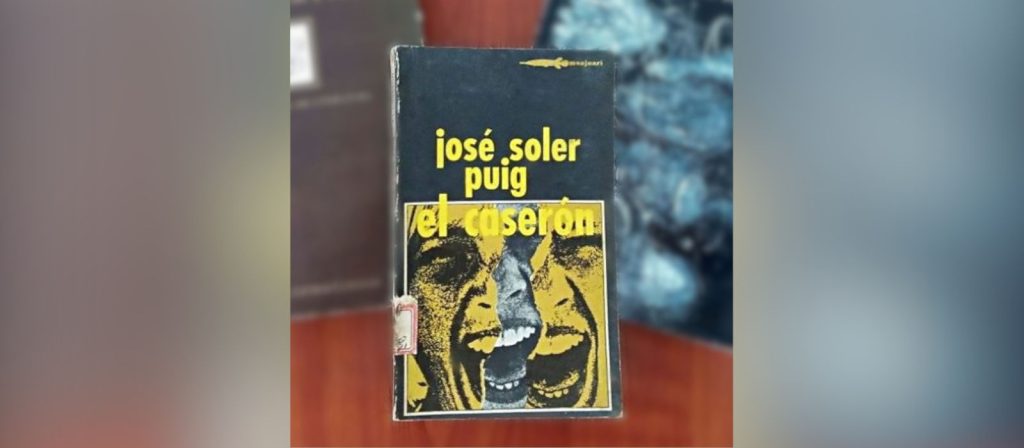 josé soler
puig
el caserón